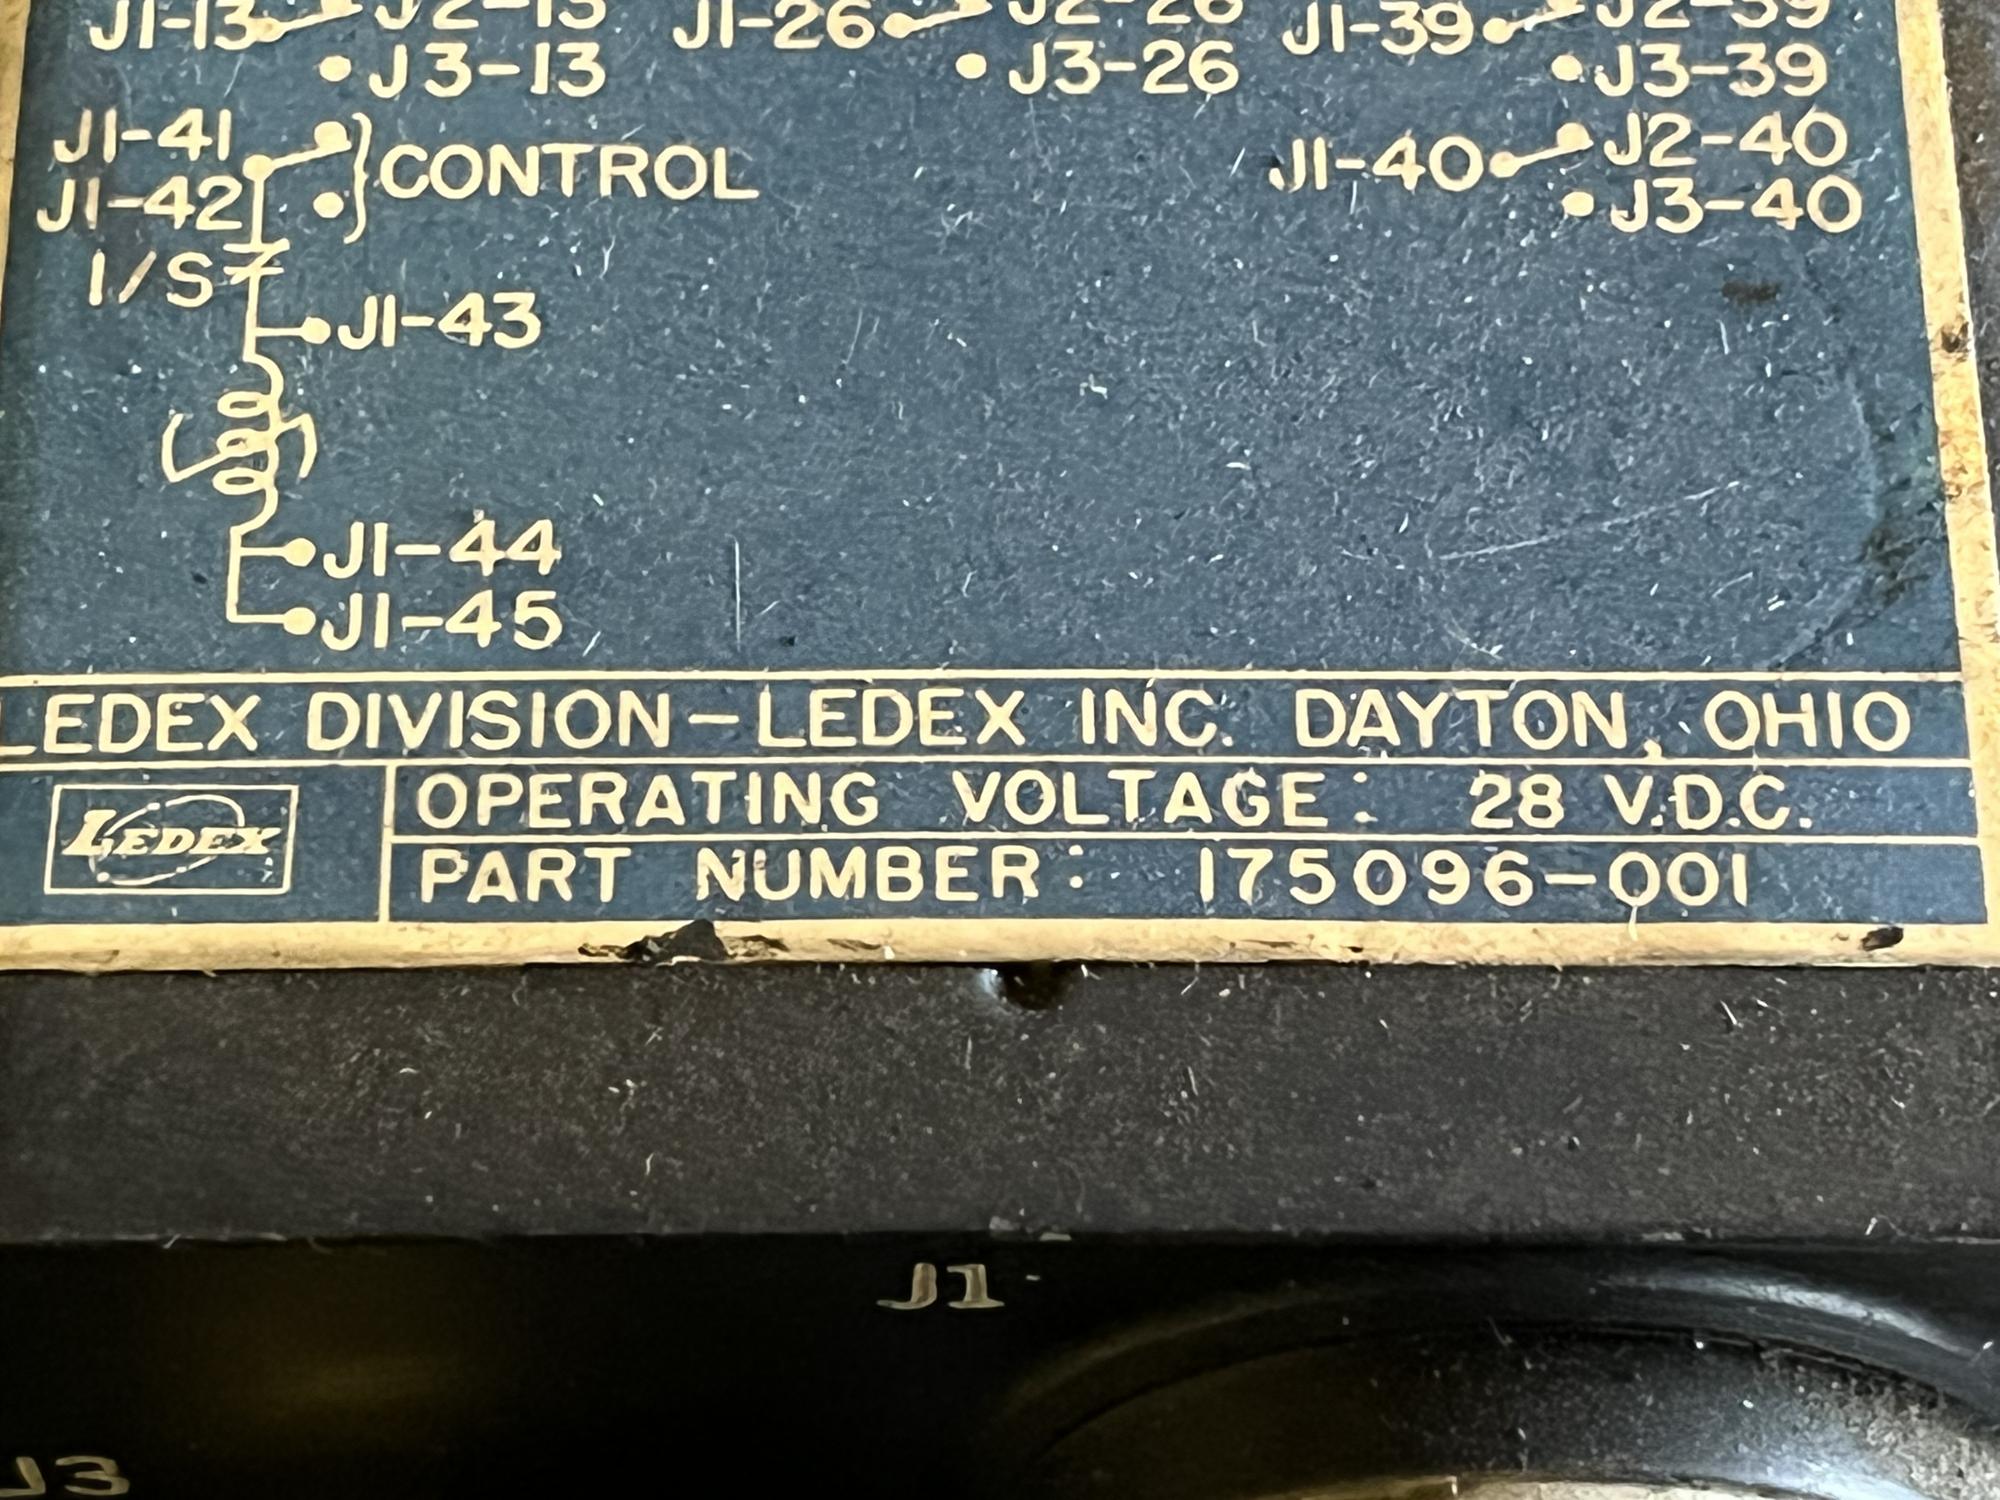 J1-13 J2-13 J1-26 J2-26 J1-39 J2-39
J3-13 J3-26 J3-39
J1-41 CONTROL J1-40 J2-40
J1-42 J3-40
I/S
J1-43
J1-44
J1-45
LEDEX DIVISION-LEDEX INC. DAYTON, OHIO
LEDEX OPERATING VOLTAGE: 28 V.D.C.
PART NUMBER: 175096-001
J1
J3